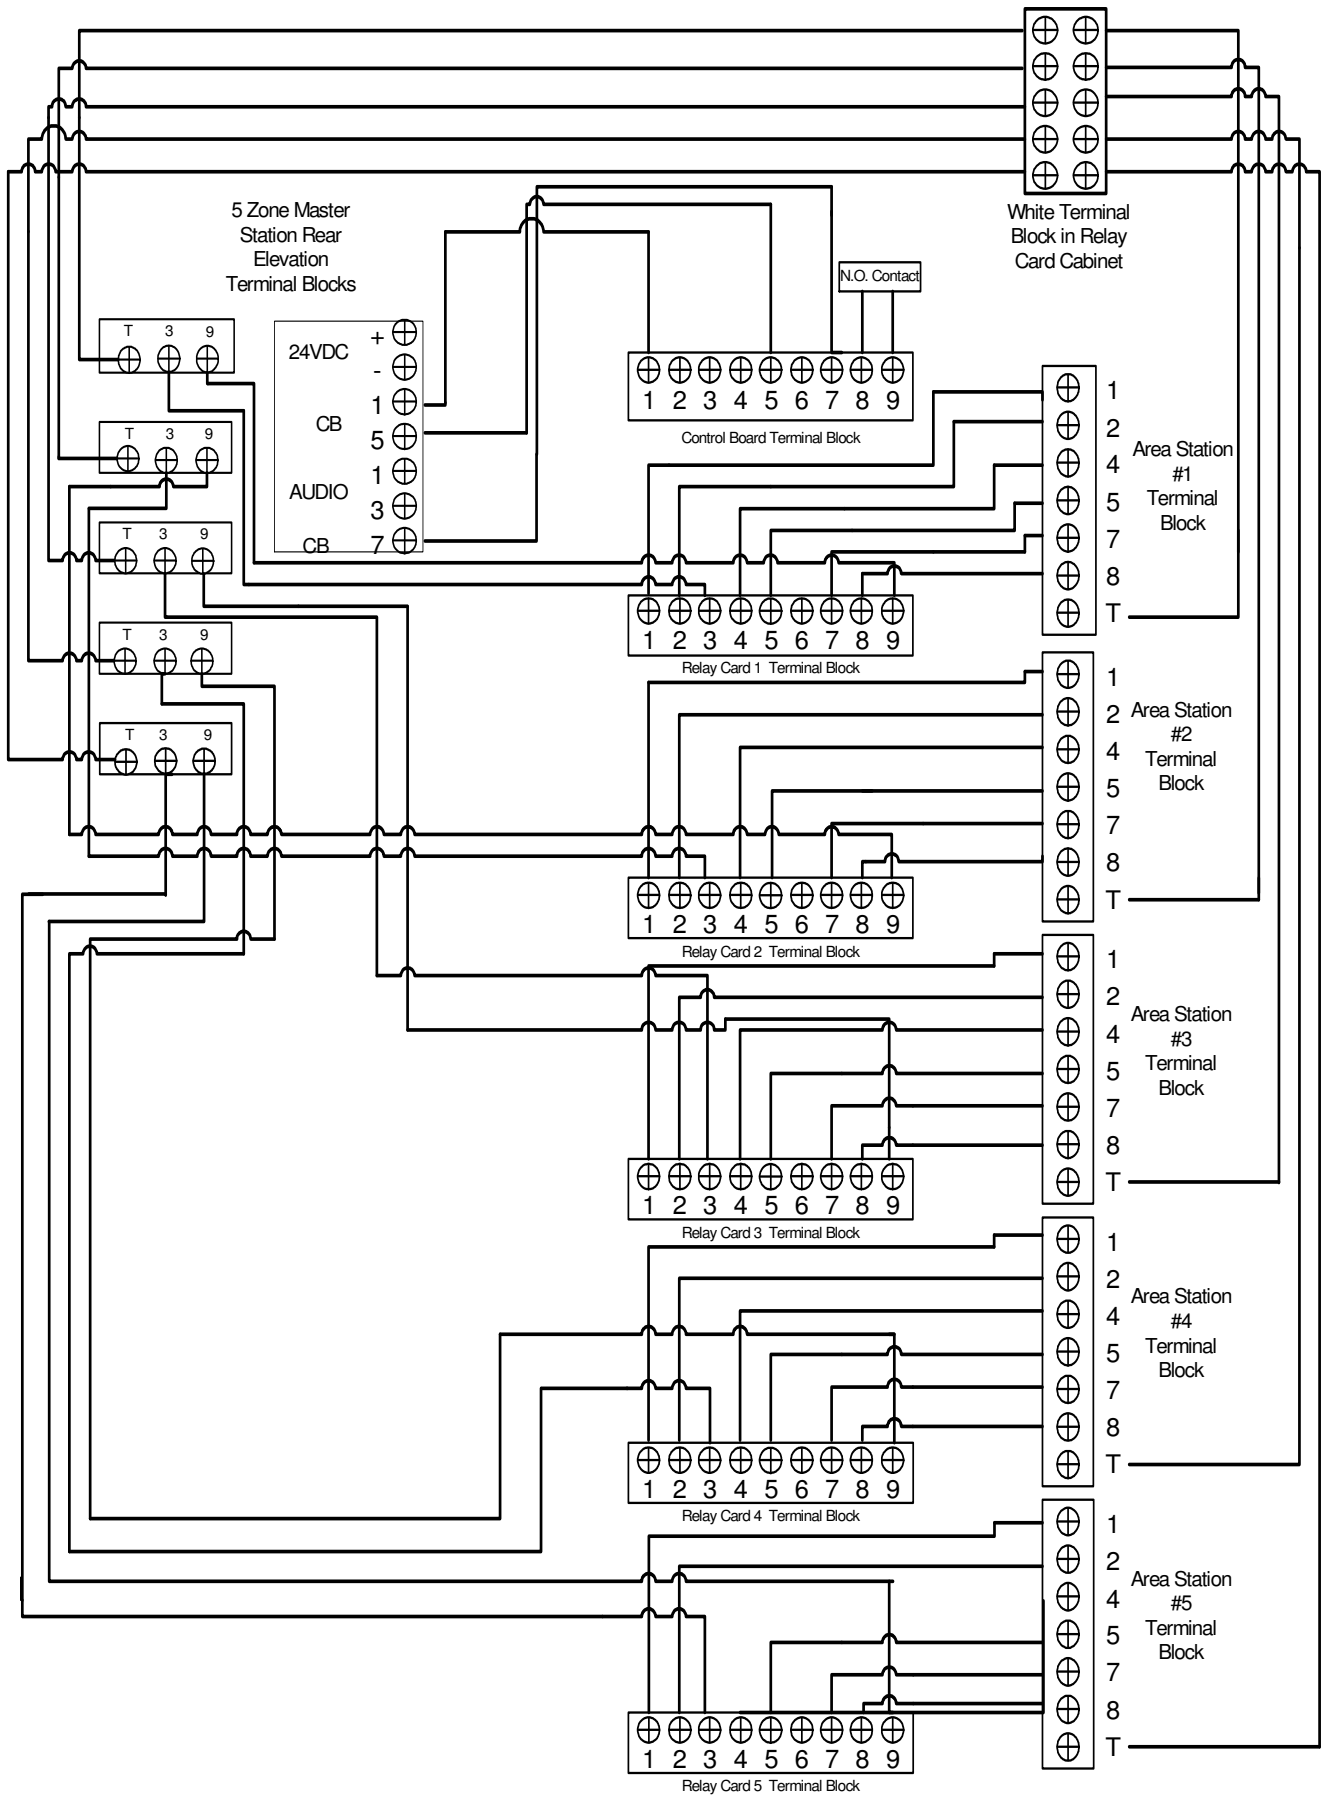 5 Zone Master
Station Rear
Elevation
Terminal Blocks
White Terminal
Block in Relay
Card Cabinet
N.O. Contact
T 3 9
T 3 9
T 3 9
T 3 9
T 3 9
24VDC
+
-
CB
1
5
AUDIO
1
3
CB
7
1 2 3 4 5 6 7 8 9
Control Board Terminal Block
1
2
4
5
7
8
T
Area Station
#1
Terminal
Block
1 2 3 4 5 6 7 8 9
Relay Card 1 Terminal Block
1
2
4
5
7
8
T
Area Station
#2
Terminal
Block
1 2 3 4 5 6 7 8 9
Relay Card 2 Terminal Block
1
2
4
5
7
8
T
Area Station
#3
Terminal
Block
1 2 3 4 5 6 7 8 9
Relay Card 3 Terminal Block
1
2
4
5
7
8
T
Area Station
#4
Terminal
Block
1 2 3 4 5 6 7 8 9
Relay Card 4 Terminal Block
1
2
4
5
7
8
T
Area Station
#5
Terminal
Block
1 2 3 4 5 6 7 8 9
Relay Card 5 Terminal Block